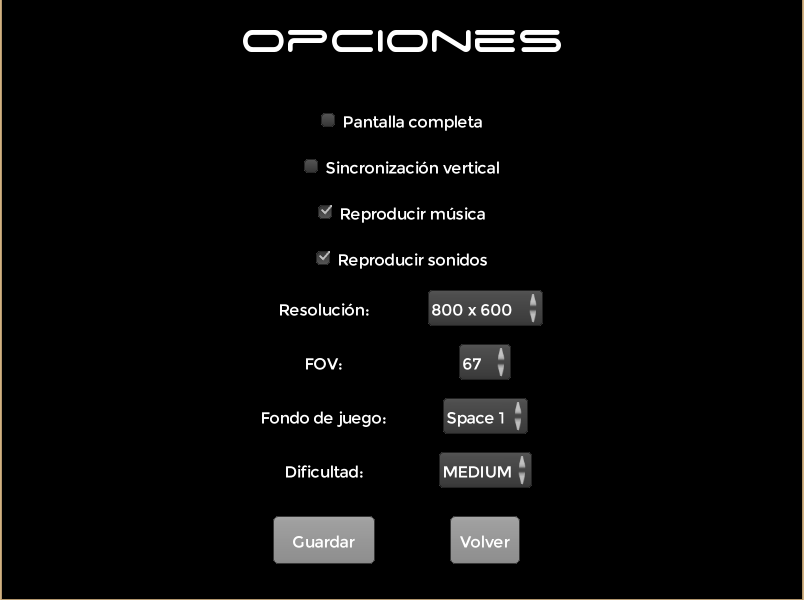 OPCIONES
Pantalla completa
Sincronización vertical
Reproducir música
Reproducir sonidos
Resolución: 800 x 600
FOV: 67
Fondo de juego: Space 1
Dificultad: MEDIUM
Guardar Volver